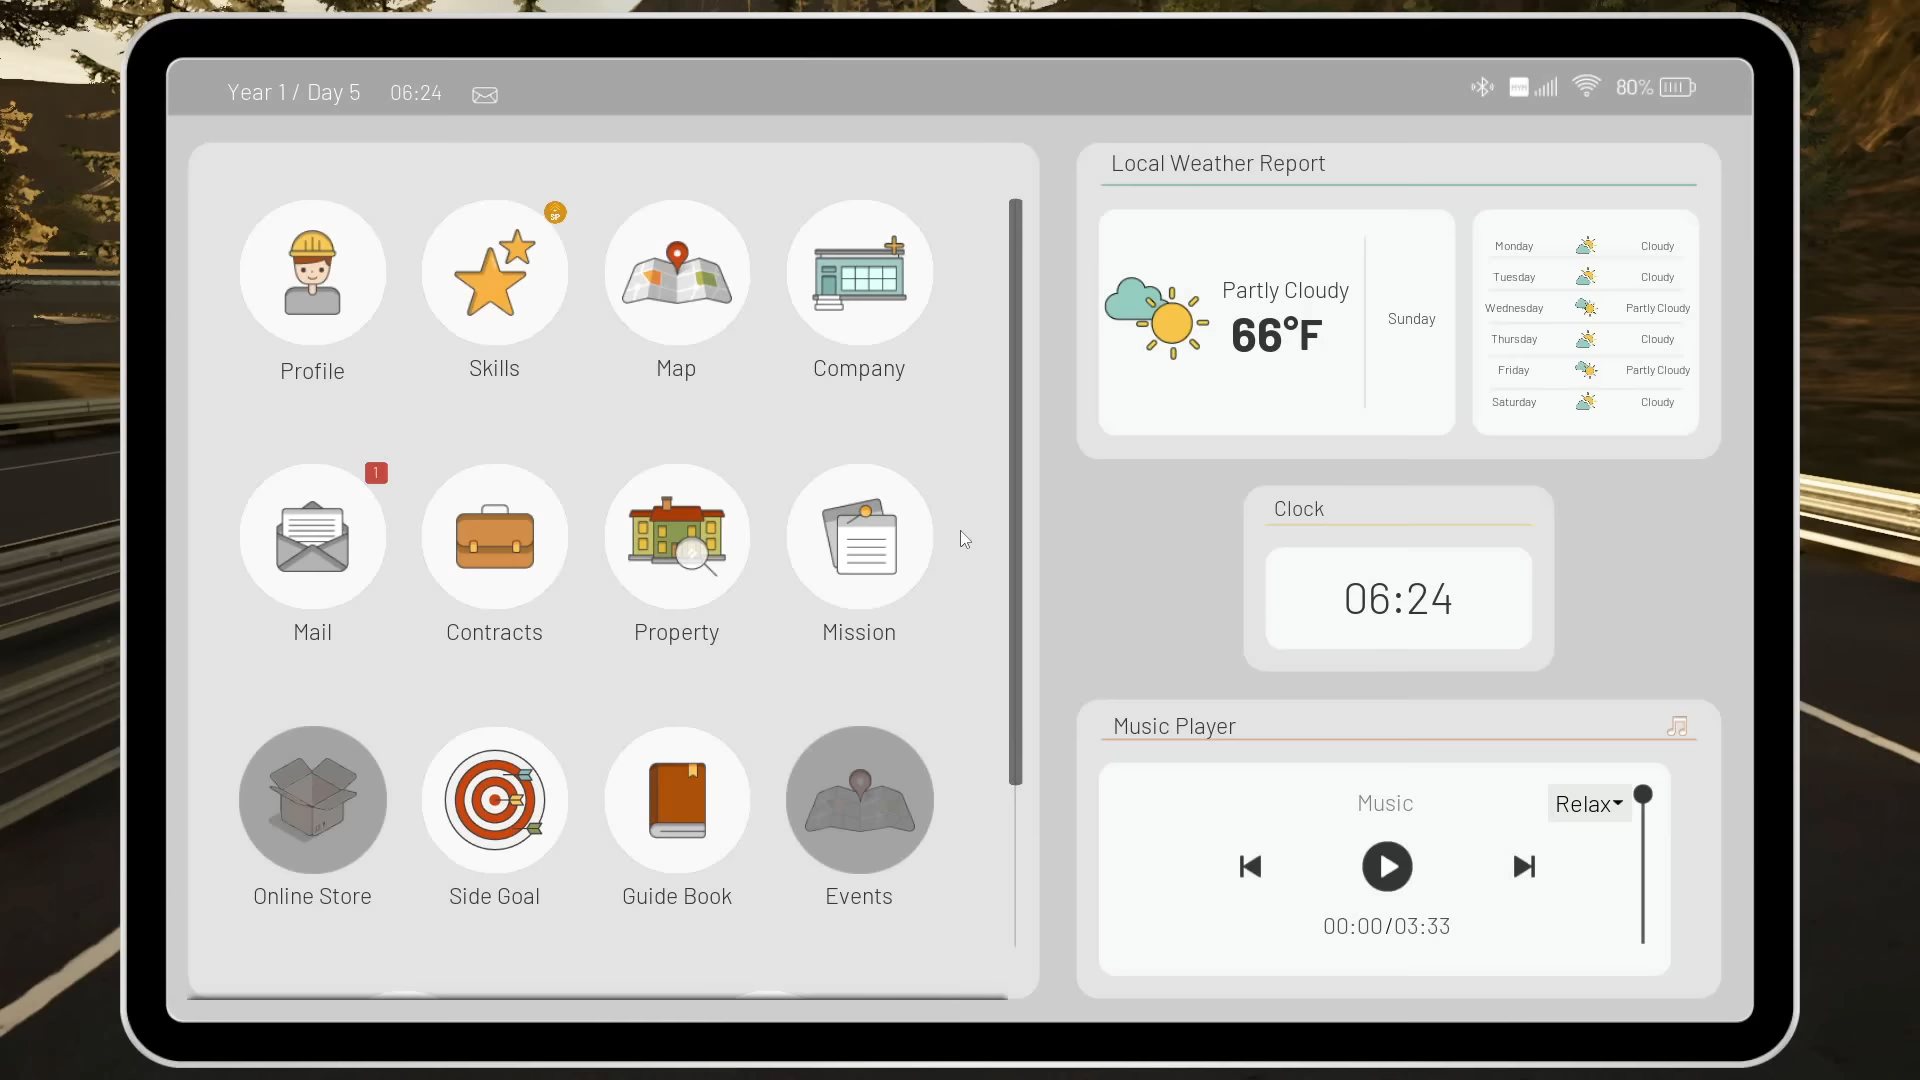 Year 1 / Day 5 06:24
80%
Local Weather Report
SP
Profile Skills Map Company
Partly Cloudy
66°F
Sunday
Monday Cloudy
Tuesday Cloudy
Wednesday Partly Cloudy
Thursday Cloudy
Friday Partly Cloudy
Saturday Cloudy
1
Mail Contracts Property Mission
Clock
06:24
Online Store Side Goal Guide Book Events
Music Player
Music
Relax
00:00/03:33